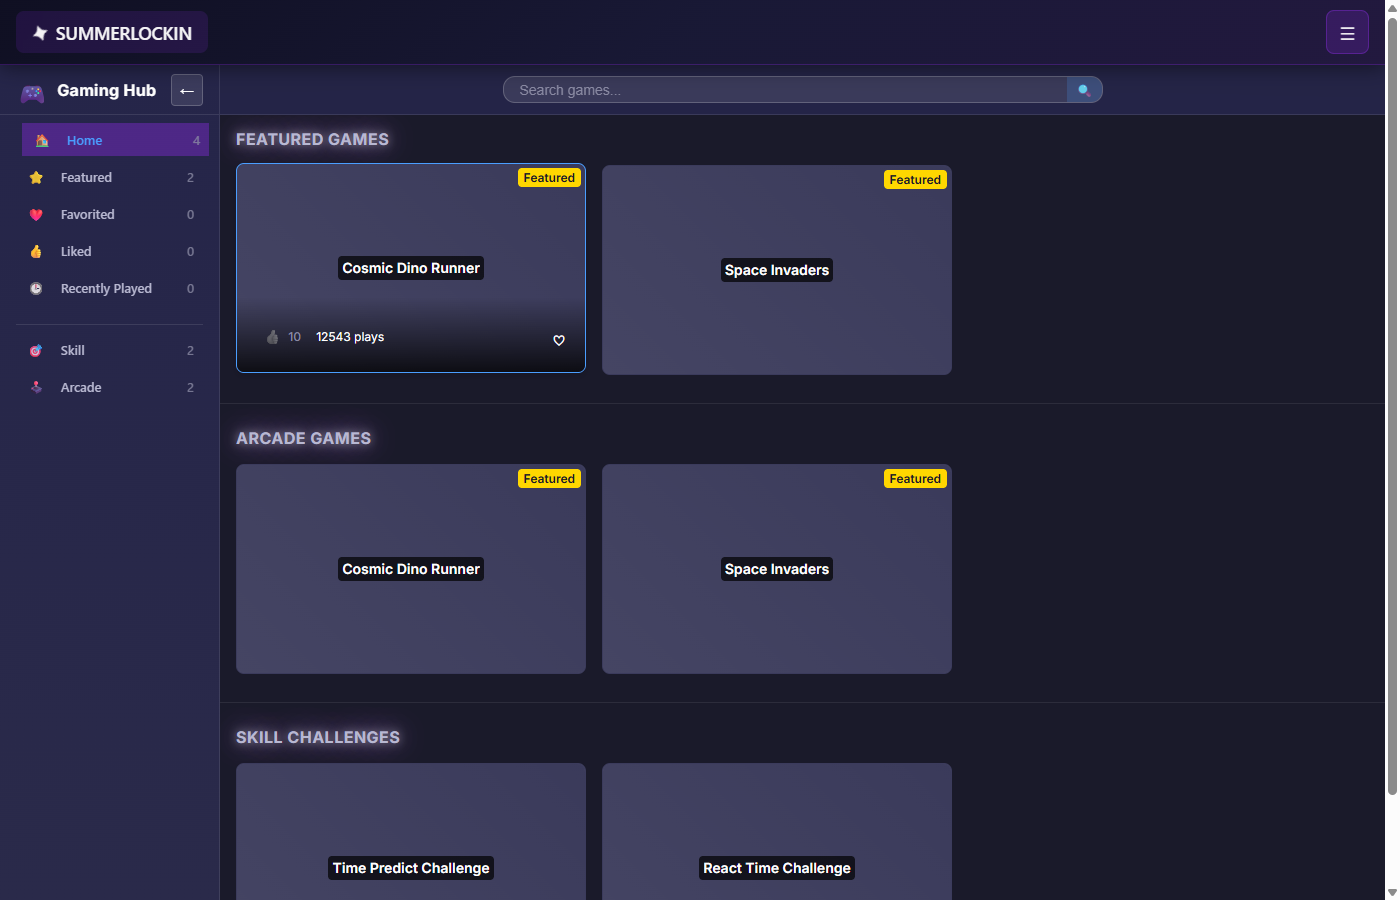 SUMMERLOCKIN
Gaming Hub
Search games...
Home 4
Featured 2
Favorited 0
Liked 0
Recently Played 0
Skill 2
Arcade 2
FEATURED GAMES
Featured
Cosmic Dino Runner
10 12543 plays
Featured
Space Invaders
ARCADE GAMES
Featured
Cosmic Dino Runner
Featured
Space Invaders
SKILL CHALLENGES
Time Predict Challenge
React Time Challenge